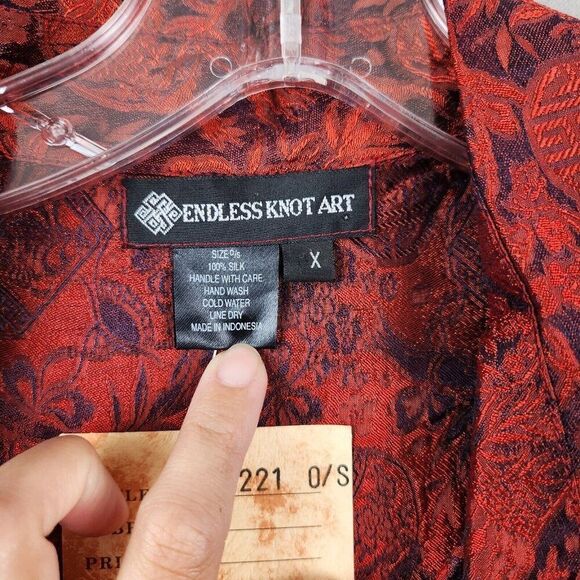 ENDLESS KNOT ART
SIZE O/S
100% SILK
HANDLE WITH CARE
HAND WASH
COLD WATER
LINE DRY
MADE IN INDONESIA
X
221 O/S